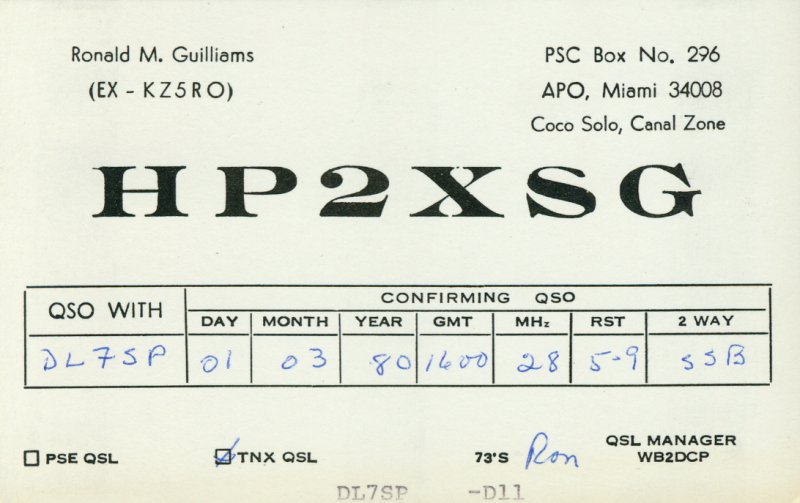 Ronald M. Guilliams
(EX - KZ5RO)
PSC Box No. 296
APO, Miami 34008
Coco Solo, Canal Zone
HP2XSG
QSO WITH
CONFIRMING QSO
DAY MONTH YEAR GMT MHz RST 2 WAY
DL7SP 01 03 80 1600 28 5-9 SSB
PSE QSL
TNX QSL
73'S Ron
QSL MANAGER
WB2DCP
DL7SP -D11